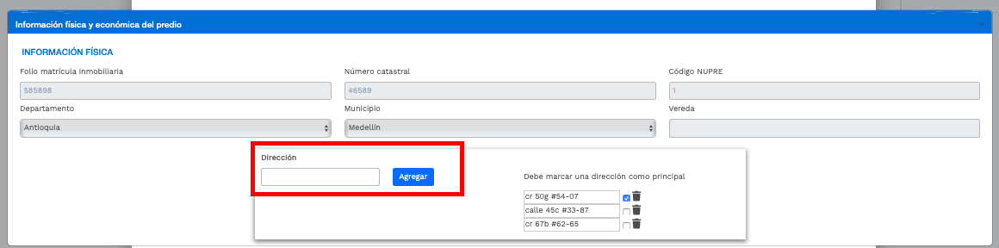 Información física y económica del predio
INFORMACIÓN FÍSICA
Folio matrícula inmobiliaria Número catastral Código NUPRE
585898 46589 1
Departamento Municipio Vereda
Antioquia Medellín
Dirección
Agregar
Debe marcar una dirección como principal
cr 50g #54-07
calle 45c #33-87
cr 67b #62-65